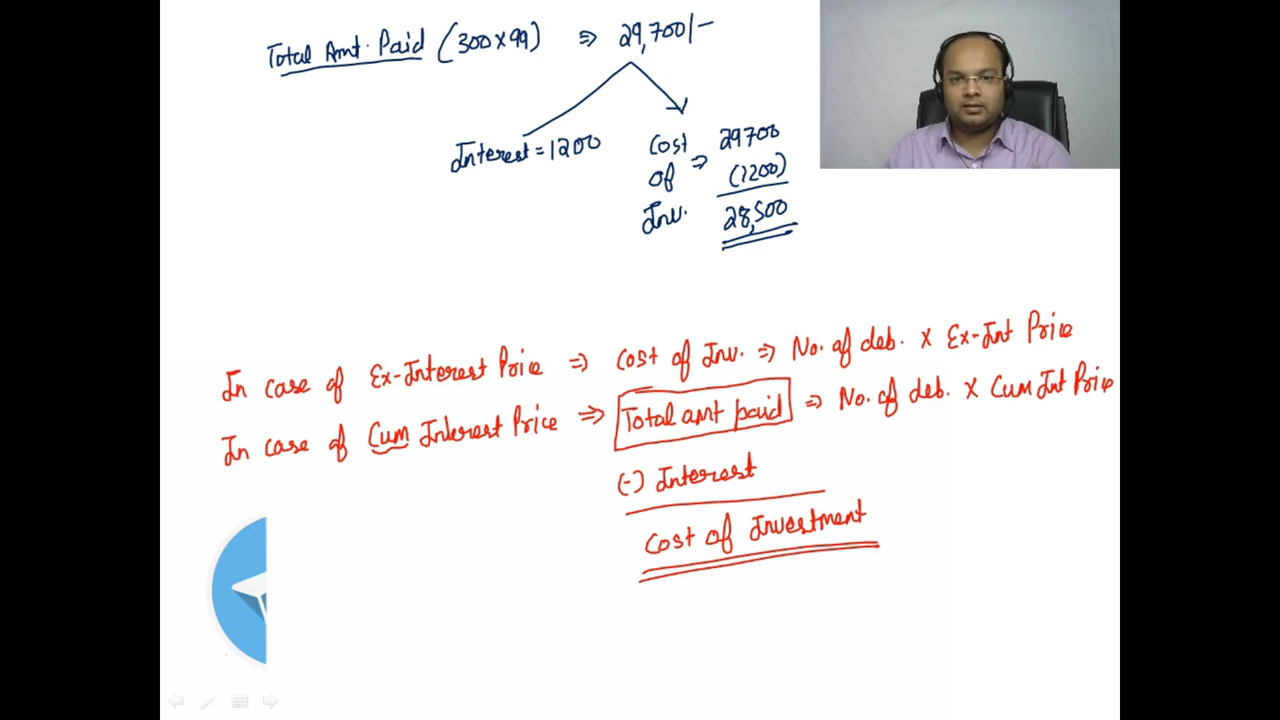 Total Amt. Paid (300 x 99) ⇒ 29,700/-
Interest = 1200
Cost of Inv. ⇒ 29700
(1200)
28,500
In case of Ex-Interest Price ⇒ Cost of Inv. ⇒ No. of deb. x Ex-Int Price
In case of Cum Interest Price ⇒ Total amt paid ⇒ No. of deb. x Cum Int Price
(-) Interest
Cost of Investment